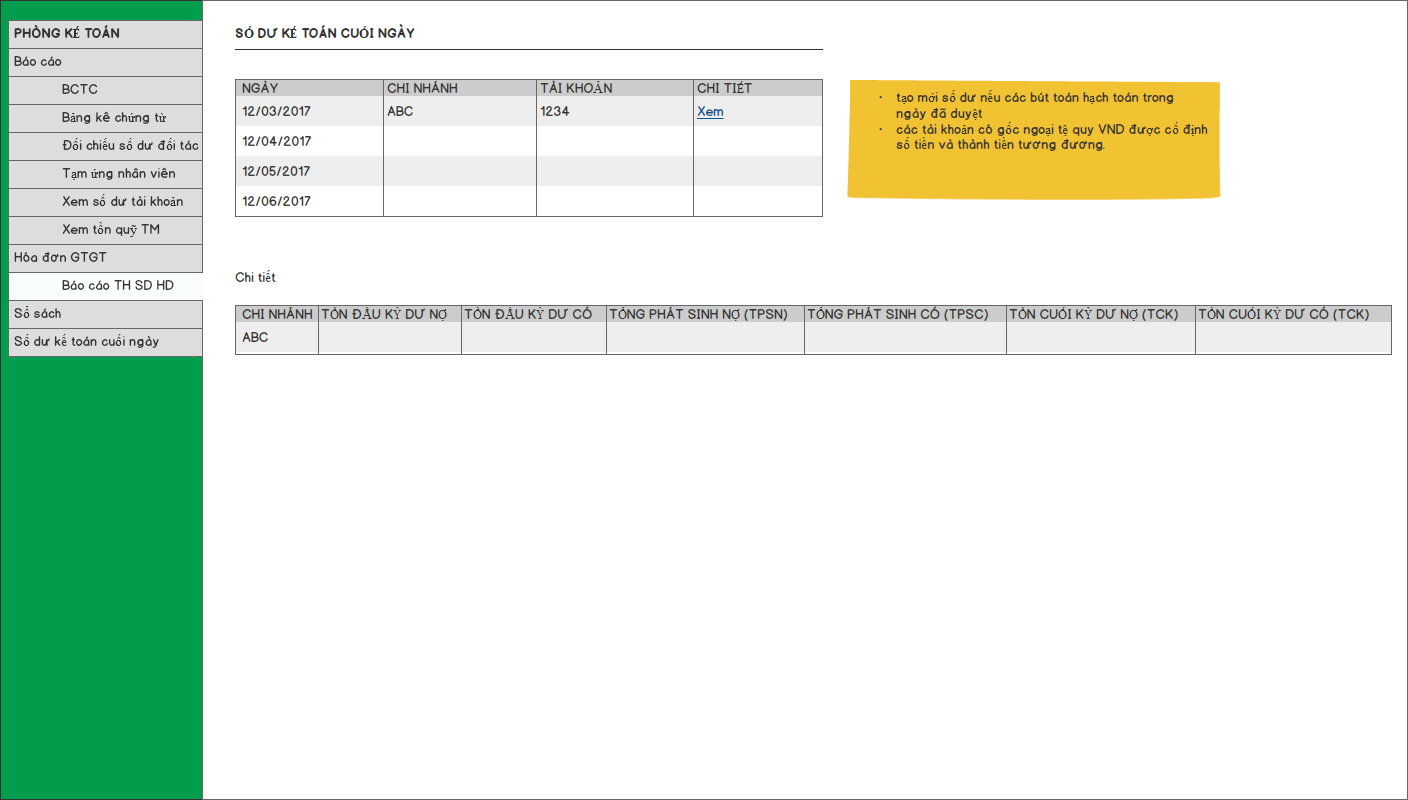 PHÒNG KẾ TOÁN
Báo cáo
BCTC
Bảng kê chứng từ
Đối chiếu số dư đối tác
Tạm ứng nhân viên
Xem số dư tài khoản
Xem tồn quỹ TM
Hóa đơn GTGT
Báo cáo TH SD HD
Sổ sách
Số dư kế toán cuối ngày
SỐ DƯ KẾ TOÁN CUỐI NGÀY
NGÀY CHI NHÁNH TÀI KHOẢN CHI TIẾT
12/03/2017 ABC 1234 Xem
12/04/2017
12/05/2017
12/06/2017
· tạo mới số dư nếu các bút toán hạch toán trong
ngày đã duyệt
· các tài khoản có gốc ngoại tệ quy VND được cố định
số tiền và thành tiền tương đương.
Chi tiết
CHI NHÁNH TỒN ĐẦU KỲ DƯ NỢ TỒN ĐẦU KỲ DƯ CÓ TỔNG PHÁT SINH NỢ (TPSN) TỔNG PHÁT SINH CÓ (TPSC) TỒN CUỐI KỲ DƯ NỢ (TCK) TỒN CUỐI KỲ DƯ CÓ (TCK)
ABC